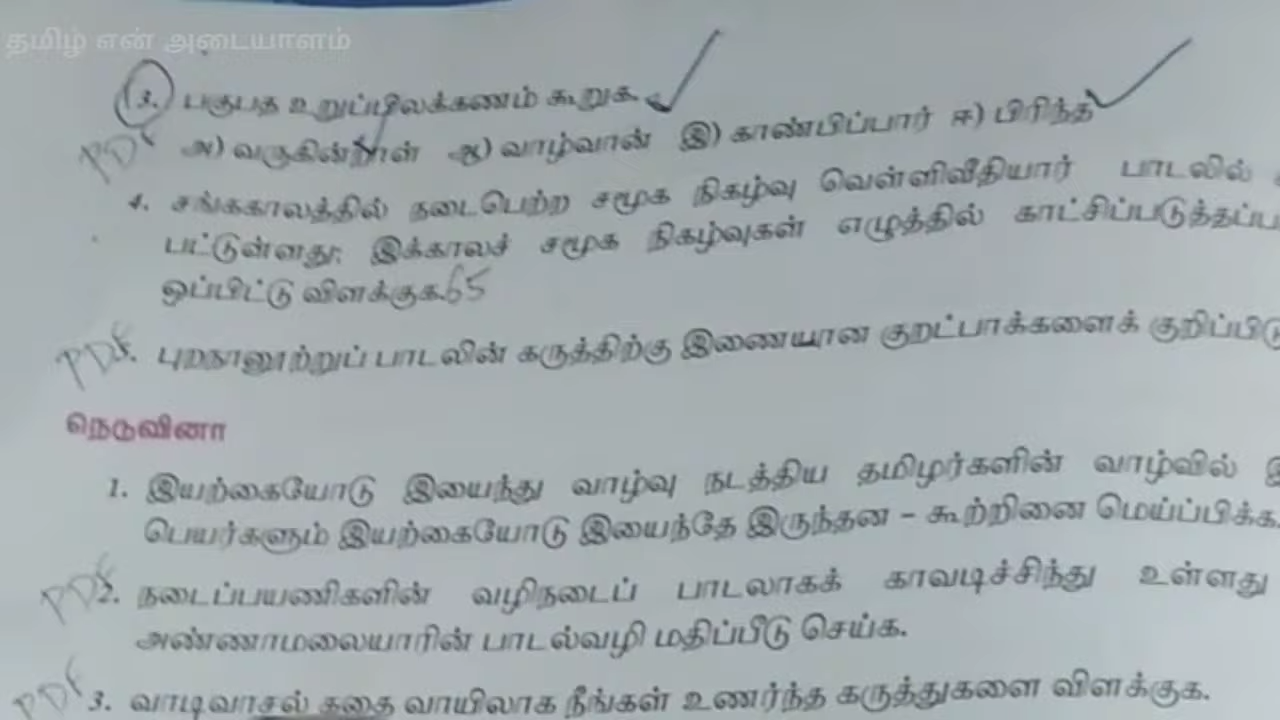 தமிழ் என் அடையாளம்
3. பகுபத உறுப்பிலக்கணம் கூறுக.
PDF அ) வருகின்றாள் ஆ) வாழ்வான் இ) காண்பிப்பார் ஈ) பிரிந்த
4. சங்ககாலத்தில் நடைபெற்ற சமூக நிகழ்வு வெள்ளிவீதியார் பாடலில்
பட்டுள்ளது; இக்காலச் சமூக நிகழ்வுகள் எழுத்தில் காட்சிப்படுத்தப்ப
ஒப்பிட்டு விளக்குக. 65
PDF 5. புறநானூற்றுப் பாடலின் கருத்திற்கு இணையான குறட்பாக்களைக் குறிப்பிடு
நெடுவினா
1. இயற்கையோடு இயைந்து வாழ்வு நடத்திய தமிழர்களின் வாழ்வில் இ
பெயர்களும் இயற்கையோடு இயைந்தே இருந்தன – கூற்றினை மெய்ப்பிக்க
PDF 2. நடைப்பயணிகளின் வழிநடைப் பாடலாகக் காவடிச்சிந்து உள்ளது
அண்ணாமலையாரின் பாடல்வழி மதிப்பீடு செய்க.
PDF 3. வாடிவாசல் கதை வாயிலாக நீங்கள் உணர்ந்த கருத்துகளை விளக்குக.